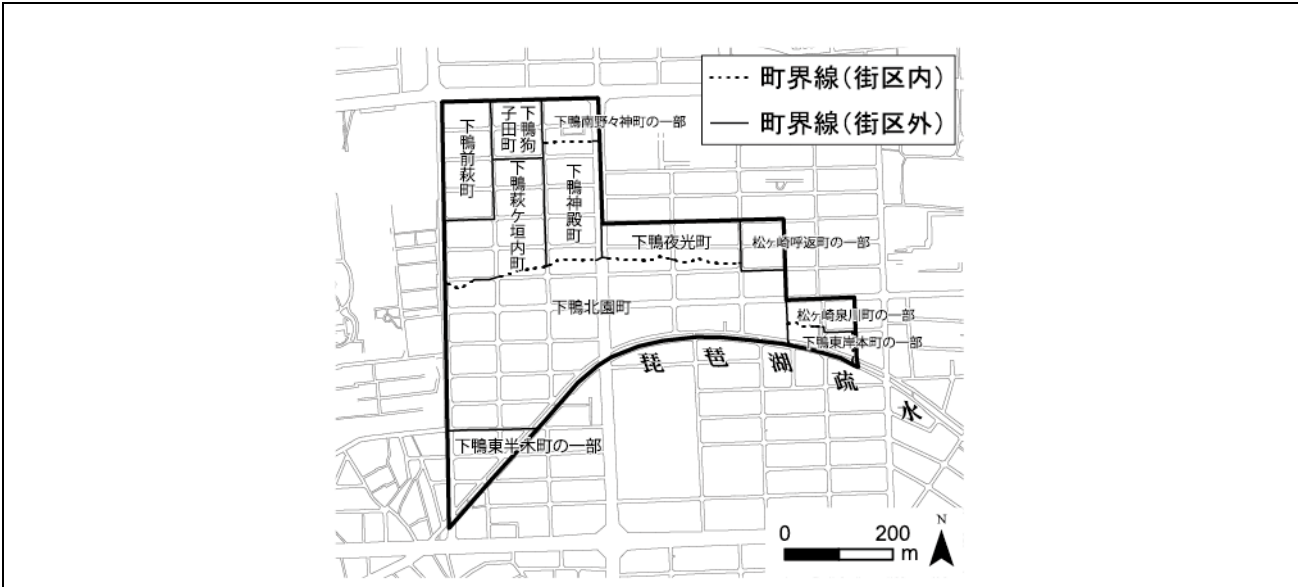 町界線(街区内)
町界線(街区外)
下鴨前萩町
下鴨狗
子田町
下鴨南野々神町の一部
下鴨萩ケ垣内町
下鴨神殿町
下鴨夜光町
松ヶ崎呼返町の一部
下鴨北園町
松ヶ崎泉川町の一部
下鴨東岸本町の一部
琵琶湖疏水
下鴨東半木町の一部
0 200
m
N